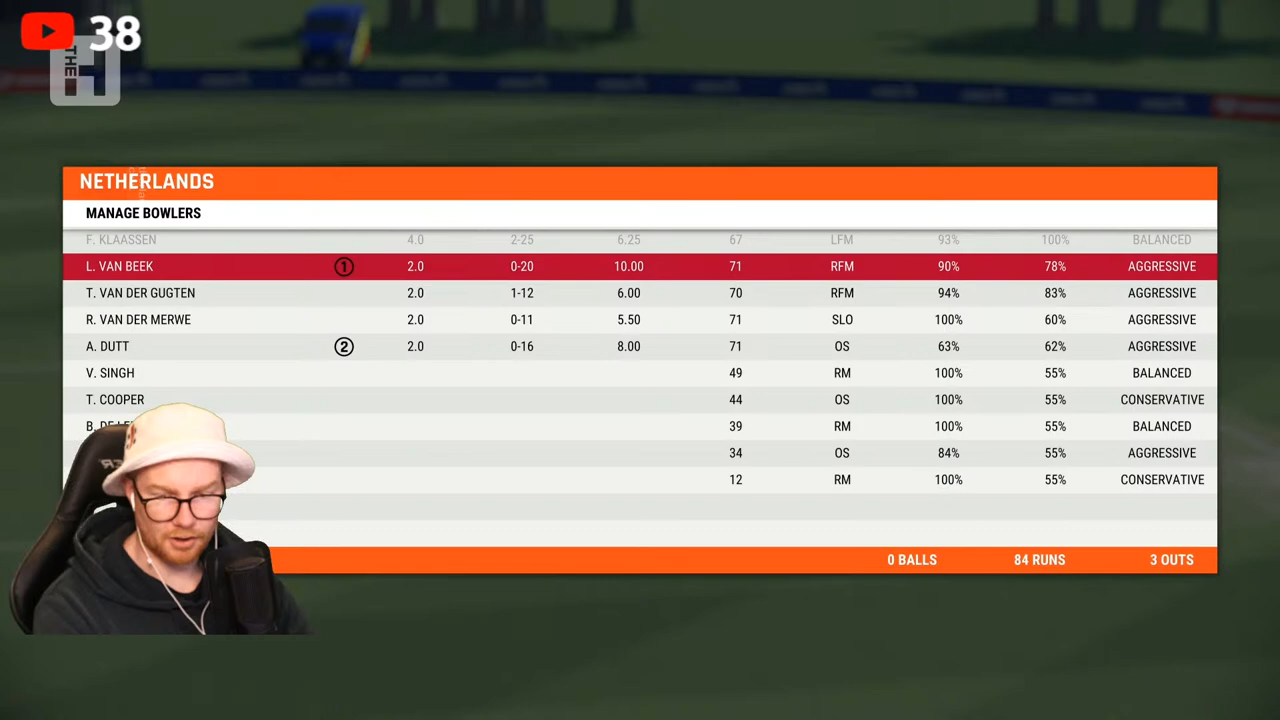 38
THE H
NETHERLANDS
MANAGE BOWLERS
F. KLAASSEN 4.0 2-25 6.25 67 LFM 93% 100% BALANCED
L. VAN BEEK 1 2.0 0-20 10.00 71 RFM 90% 78% AGGRESSIVE
T. VAN DER GUGTEN 2.0 1-12 6.00 70 RFM 94% 83% AGGRESSIVE
R. VAN DER MERWE 2.0 0-11 5.50 71 SLO 100% 60% AGGRESSIVE
A. DUTT 2 2.0 0-16 8.00 71 OS 63% 62% AGGRESSIVE
V. SINGH 49 RM 100% 55% BALANCED
T. COOPER 44 OS 100% 55% CONSERVATIVE
B. 39 RM 100% 55% BALANCED
34 OS 84% 55% AGGRESSIVE
12 RM 100% 55% CONSERVATIVE
0 BALLS 84 RUNS 3 OUTS